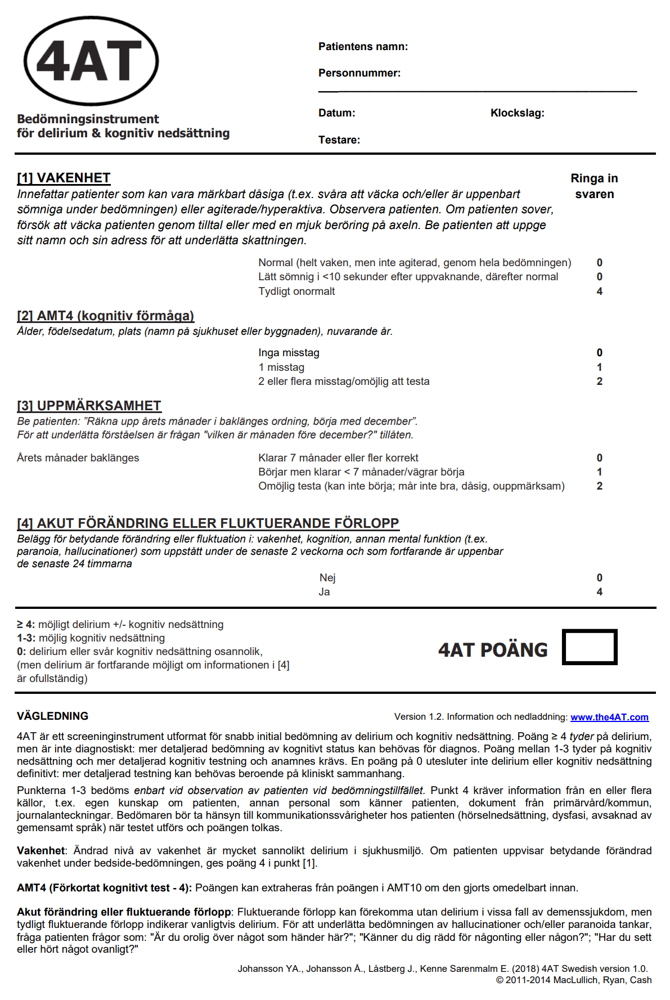 4AT
Bedömningsinstrument
för delirium & kognitiv nedsättning
Patientens namn:
Personnummer:
Datum: Klockslag:
Testare:
[1] VAKENHET
Ringa in
svaren
Innefattar patienter som kan vara märkbart dåsiga (t.ex. svåra att väcka och/eller är uppenbart
sömniga under bedömningen) eller agiterade/hyperaktiva. Observera patienten. Om patienten sover,
försök att väcka patienten genom tilltal eller med en mjuk beröring på axeln. Be patienten att uppge
sitt namn och sin adress för att underlätta skattningen.
Normal (helt vaken, men inte agiterad, genom hela bedömningen) 0
Lätt sömnig i <10 sekunder efter uppvaknande, därefter normal 0
Tydligt onormalt 4
[2] AMT4 (kognitiv förmåga)
Ålder, födelsedatum, plats (namn på sjukhuset eller byggnaden), nuvarande år.
Inga misstag 0
1 misstag 1
2 eller flera misstag/omöjlig att testa 2
[3] UPPMÄRKSAMHET
Be patienten: ”Räkna upp årets månader i baklänges ordning, börja med december”.
För att underlätta förståelsen är frågan "vilken är månaden före december?" tillåten.
Årets månader baklänges Klarar 7 månader eller fler korrekt 0
Börjar men klarar < 7 månader/vägrar börja 1
Omöjlig testa (kan inte börja; mår inte bra, dåsig, ouppmärksam) 2
[4] AKUT FÖRÄNDRING ELLER FLUKTUERANDE FÖRLOPP
Belägg för betydande förändring eller fluktuation i: vakenhet, kognition, annan mental funktion (t.ex.
paranoia, hallucinationer) som uppstått under de senaste 2 veckorna och som fortfarande är uppenbar
de senaste 24 timmarna
Nej 0
Ja 4
≥ 4: möjligt delirium +/- kognitiv nedsättning
1-3: möjlig kognitiv nedsättning
0: delirium eller svår kognitiv nedsättning osannolik,
(men delirium är fortfarande möjligt om informationen i [4]
är ofullständig)
4AT POÄNG
VÄGLEDNING Version 1.2. Information och nedladdning: www.the4AT.com
4AT är ett screeninginstrument utformat för snabb initial bedömning av delirium och kognitiv nedsättning. Poäng ≥ 4 tyder på delirium,
men är inte diagnostiskt: mer detaljerad bedömning av kognitivt status kan behövas för diagnos. Poäng mellan 1-3 tyder på kognitiv
nedsättning och mer detaljerad kognitiv testning och anamnes krävs. En poäng på 0 utesluter inte delirium eller kognitiv nedsättning
definitivt: mer detaljerad testning kan behövas beroende på kliniskt sammanhang.
Punkterna 1-3 bedöms enbart vid observation av patienten vid bedömningstillfället. Punkt 4 kräver information från en eller flera
källor, t.ex. egen kunskap om patienten, annan personal som känner patienten, dokument från primärvård/kommun,
journalanteckningar. Bedömaren bör ta hänsyn till kommunikationssvårigheter hos patienten (hörselnedsättning, dysfasi, avsaknad av
gemensamt språk) när testet utförs och poängen tolkas.
Vakenhet: Ändrad nivå av vakenhet är mycket sannolikt delirium i sjukhusmiljö. Om patienten uppvisar betydande förändrad
vakenhet under bedside-bedömningen, ges poäng 4 i punkt [1].
AMT4 (Förkortat kognitivt test - 4): Poängen kan extraheras från poängen i AMT10 om den gjorts omedelbart innan.
Akut förändring eller fluktuerande förlopp: Fluktuerande förlopp kan förekomma utan delirium i vissa fall av demenssjukdom, men
tydligt fluktuerande förlopp indikerar vanligtvis delirium. För att underlätta bedömningen av hallucinationer och/eller paranoida tankar,
fråga patienten frågor som: "Är du orolig över något som händer här?"; "Känner du dig rädd för någonting eller någon?"; "Har du sett
eller hört något ovanligt?"
Johansson YA., Johansson Å., Låstberg J., Kenne Sarenmalm E. (2018) 4AT Swedish version 1.0.
© 2011-2014 MacLullich, Ryan, Cash